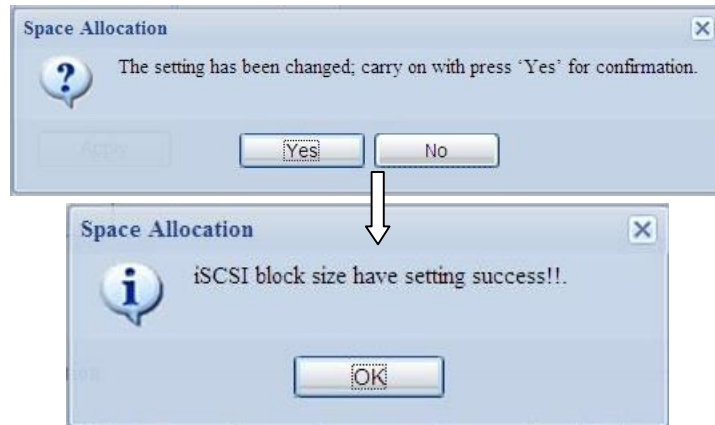 Space Allocation
The setting has been changed; carry on with press ‘Yes’ for confirmation.
Apply
Yes No
Space Allocation
iSCSI block size have setting success!!.
OK